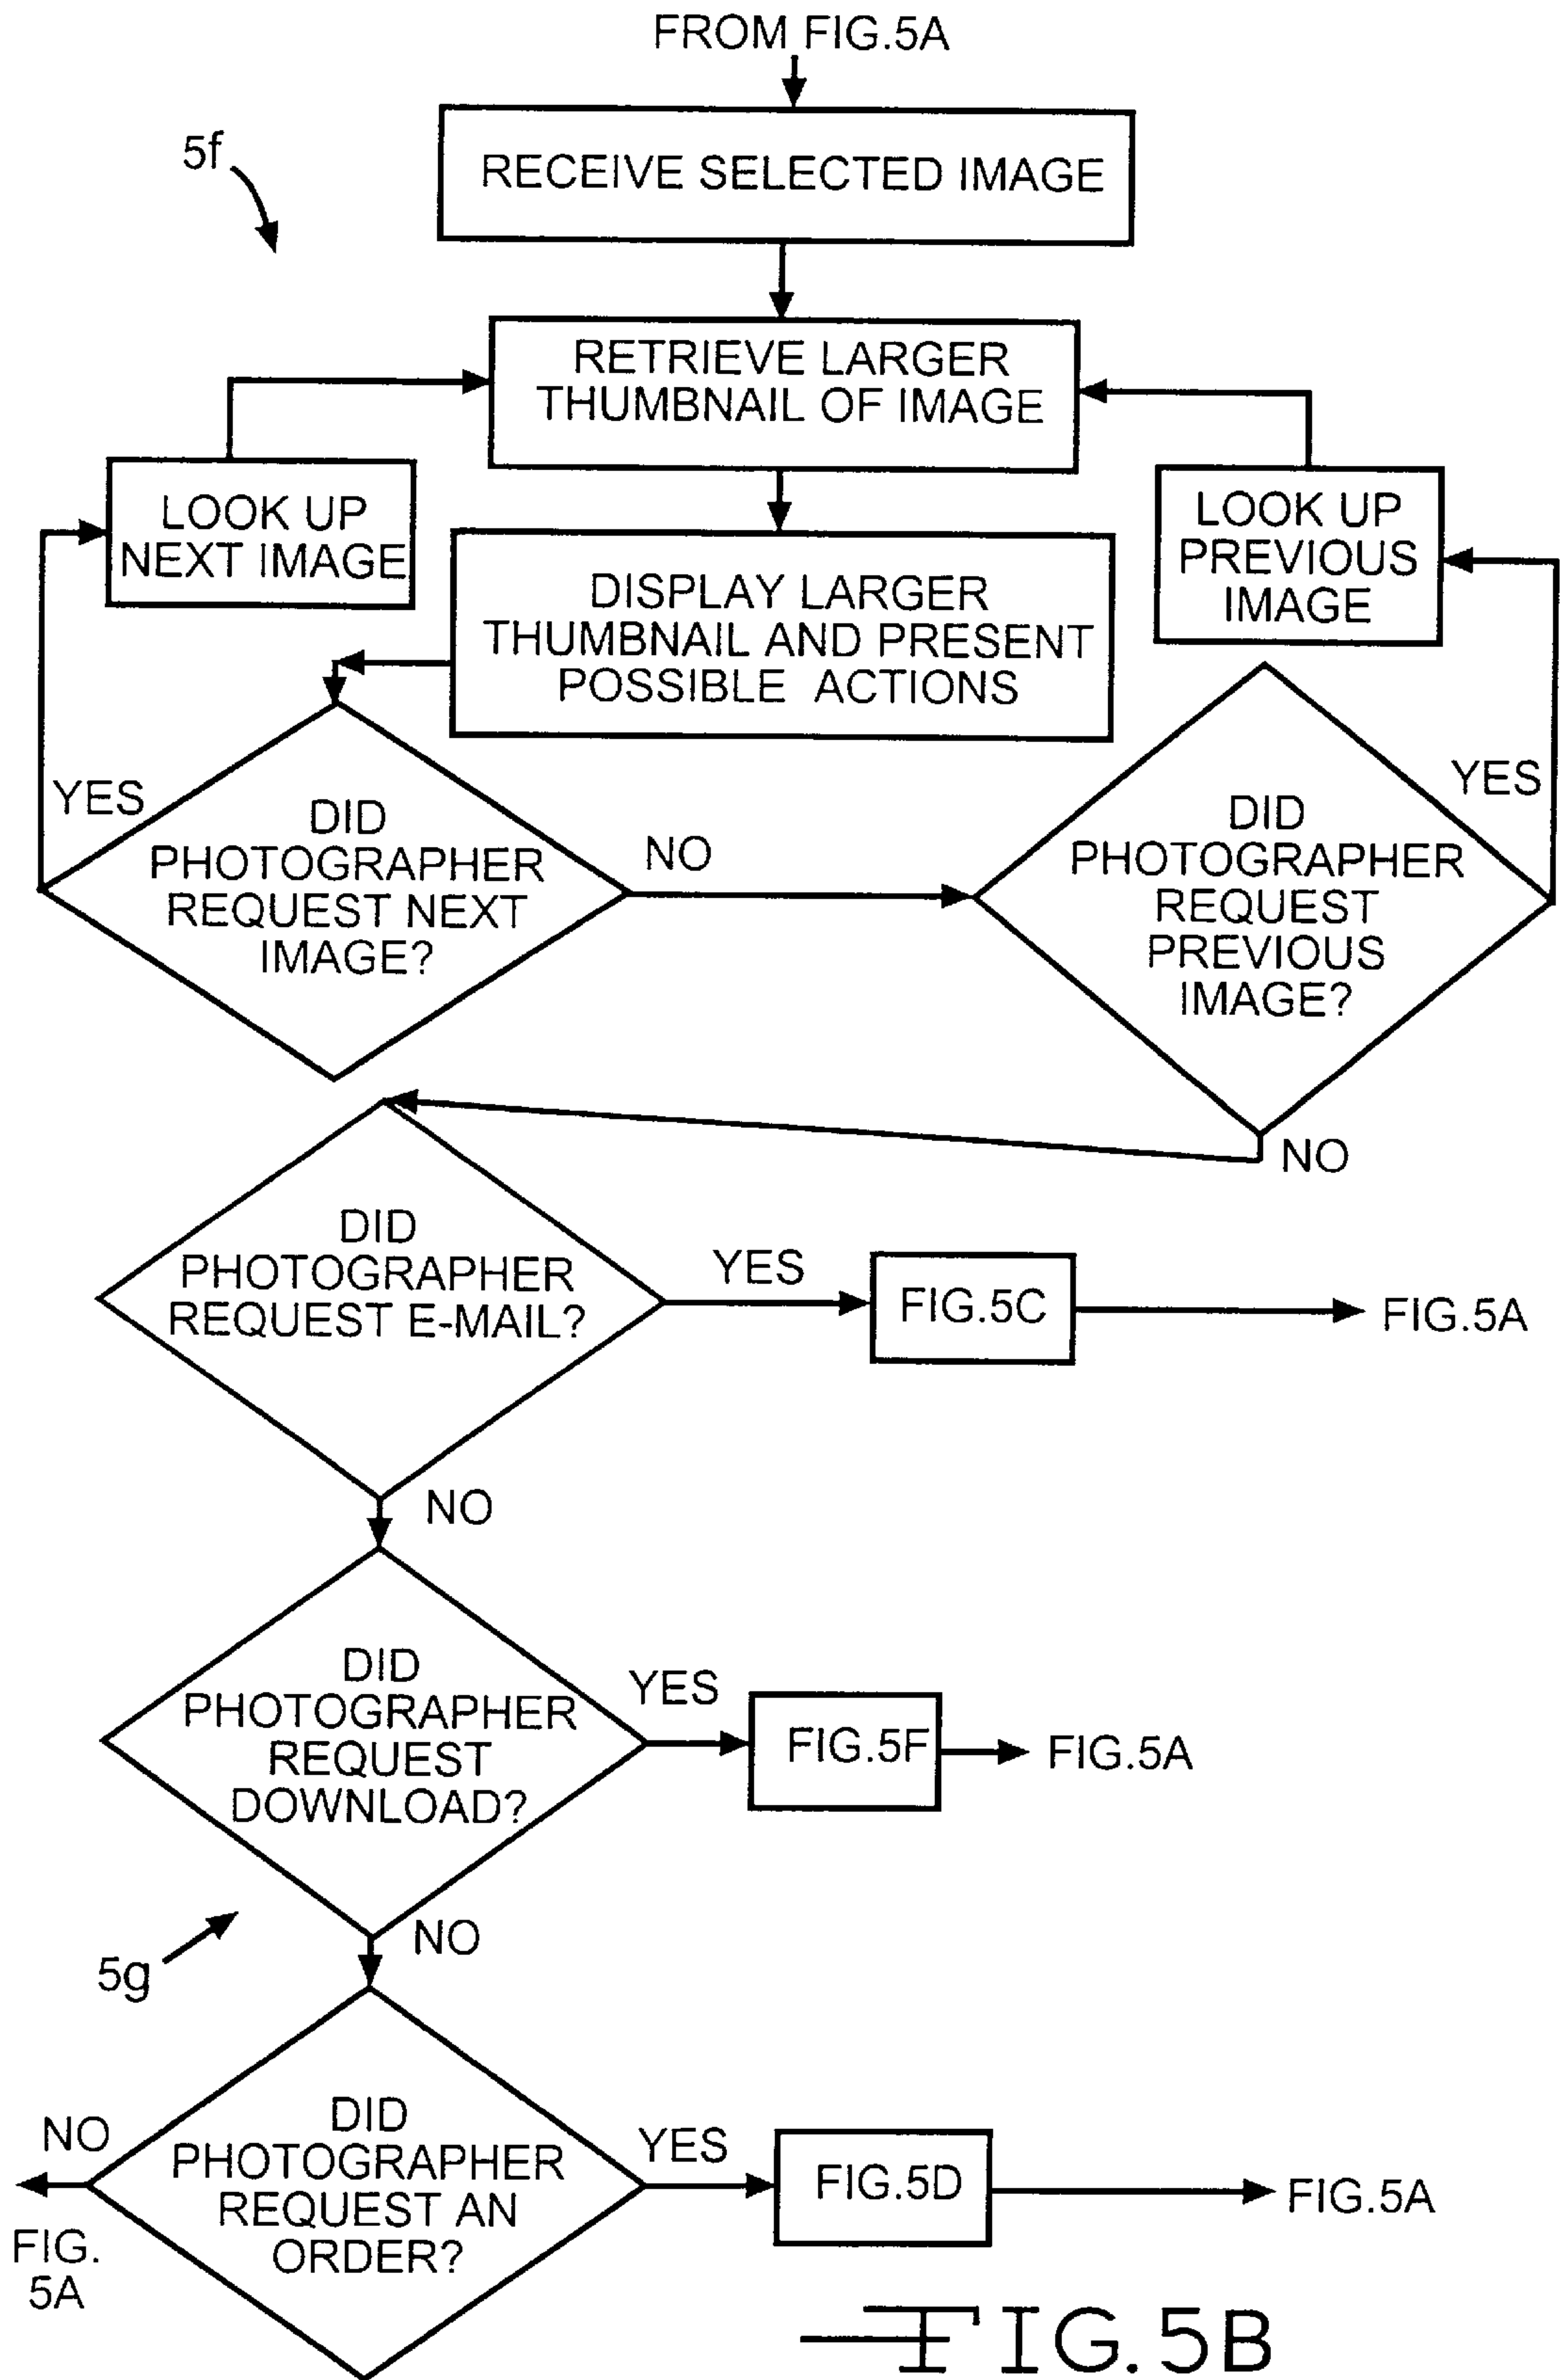 FROM FIG.5A
5f
RECEIVE SELECTED IMAGE
RETRIEVE LARGER
THUMBNAIL OF IMAGE
LOOK UP
NEXT IMAGE
LOOK UP
PREVIOUS
IMAGE
DISPLAY LARGER
THUMBNAIL AND PRESENT
POSSIBLE ACTIONS
YES
DID
PHOTOGRAPHER
REQUEST NEXT
IMAGE?
NO
YES
DID
PHOTOGRAPHER
REQUEST
PREVIOUS
IMAGE?
NO
DID
PHOTOGRAPHER
REQUEST E-MAIL?
YES
FIG.5C
FIG.5A
NO
DID
PHOTOGRAPHER
REQUEST
DOWNLOAD?
YES
FIG.5F
FIG.5A
NO
5g
DID
PHOTOGRAPHER
REQUEST AN
ORDER?
NO
FIG.
5A
YES
FIG.5D
FIG.5A
FIG.5B